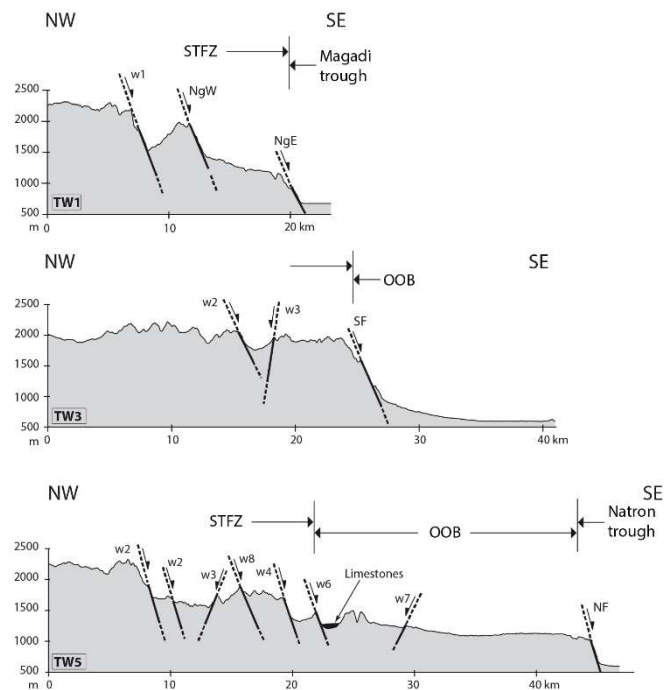 NW SE
STFZ Magadi
trough
w1 NgW NgE
2500
2000
1500
1000
500
TW1
m 0 10 20 km
NW SE
OOB
w2 w3 SF
2500
2000
1500
1000
500
TW3
m 0 10 20 30 40 km
NW SE
STFZ OOB Natron
trough
w2 w2 w3 w8 w4 w6 Limestones w7 NF
2500
2000
1500
1000
500
TW5
m 0 10 20 30 40 km